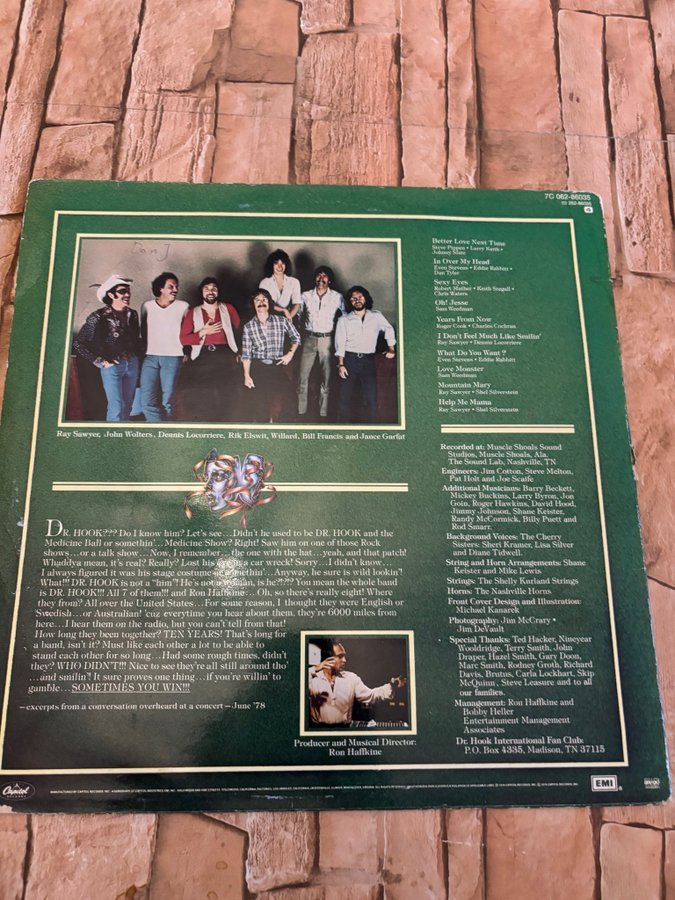 7C 062-86035
4
Better Love Next Time
Steve Pippen • Larry Keith •
Johnny Slate
In Over My Head
Even Stevens • Eddie Rabbitt •
Dan Tyler
Sexy Eyes
Robert Mather • Keith Stegall •
Chris Waters
Oh! Jesse
Sam Weedman
Years From Now
Roger Cook • Charles Cochran
I Don't Feel Much Like Smilin'
Ray Sawyer • Dennis Locorriere
What Do You Want?
Even Stevens • Eddie Rabbitt
Love Monster
Sam Weedman
Mountain Mary
Ray Sawyer • Shel Silverstein
Help Me Mama
Ray Sawyer • Shel Silverstein
Ray Sawyer, John Wolters, Dennis Locorriere, Rik Elswit, Willard, Bill Francis and Jance Garfat
DR. HOOK??? Do I know him? Let's see...Didn't he used to be DR. HOOK and the
Medicine Ball or somethin'...Medicine Show? Right! Saw him on one of those Rock
shows...or a talk show...Now, I remember...the one with the hat...yeah, and that patch!
Whaddya mean, it's real? Really? Lost his eye in a car wreck! Sorry...I didn't know...
I always figured it was his stage costume or somethin'...Anyway, he sure is wild lookin'!
What!!! DR. HOOK is not a "him"! He's not a woman, is he?!?!? You mean the whole band
is DR. HOOK!!! All 7 of them!!! and Ron Haffkine...Oh, so there's really eight! Where
they from? All over the United States...For some reason, I thought they were English or
Swedish...or Australian! 'cuz everytime you hear about them, they're 6000 miles from
here...I hear them on the radio, but you can't tell from that!
How long they been together? TEN YEARS! That's long for
a band, isn't it? Must like each other a lot to be able to
stand each other for so long...Had some rough times, didn't
they? WHO DIDN'T!!! Nice to see they're all still around tho'
...and smilin'! It sure proves one thing...if you're willin' to
gamble...SOMETIMES YOU WIN!!!
—excerpts from a conversation overheard at a concert—June '78
Producer and Musical Director:
Ron Haffkine
Recorded at: Muscle Shoals Sound
Studios, Muscle Shoals, Ala.
The Sound Lab, Nashville, TN
Engineers: Jim Cotton, Steve Melton,
Pat Holt and Joe Scaife
Additional Musicians: Barry Beckett,
Mickey Buckins, Larry Byrom, Jon
Goin, Roger Hawkins, David Hood,
Jimmy Johnson, Shane Keister,
Randy McCormick, Billy Puett and
Rod Smarr
Background Voices: The Cherry
Sisters: Sheri Kramer, Lisa Silver
and Diane Tidwell.
String and Horn Arrangements: Shane
Keister and Mike Lewis.
Strings: The Shelly Kurland Strings
Horns: The Nashville Horns
Front Cover Design and Illustration:
Michael Kanarek
Photography: Jim McCrary •
Jim DeVault
Special Thanks: Ted Hacker, Nineyear
Wooldridge, Terry Smith, John
Draper, Hazel Smith, Gary Doon,
Marc Smith, Rodney Groth, Richard
Davis, Brutus, Carla Lockhart, Skip
McQuinn, Steve Leasure and to all
our families.
Management: Ron Haffkine and
Bobby Heller
Entertainment Management
Associates
Dr. Hook International Fan Club:
P.O. Box 4335, Madison, TN 37115
Capitol
RECORDS
EMI